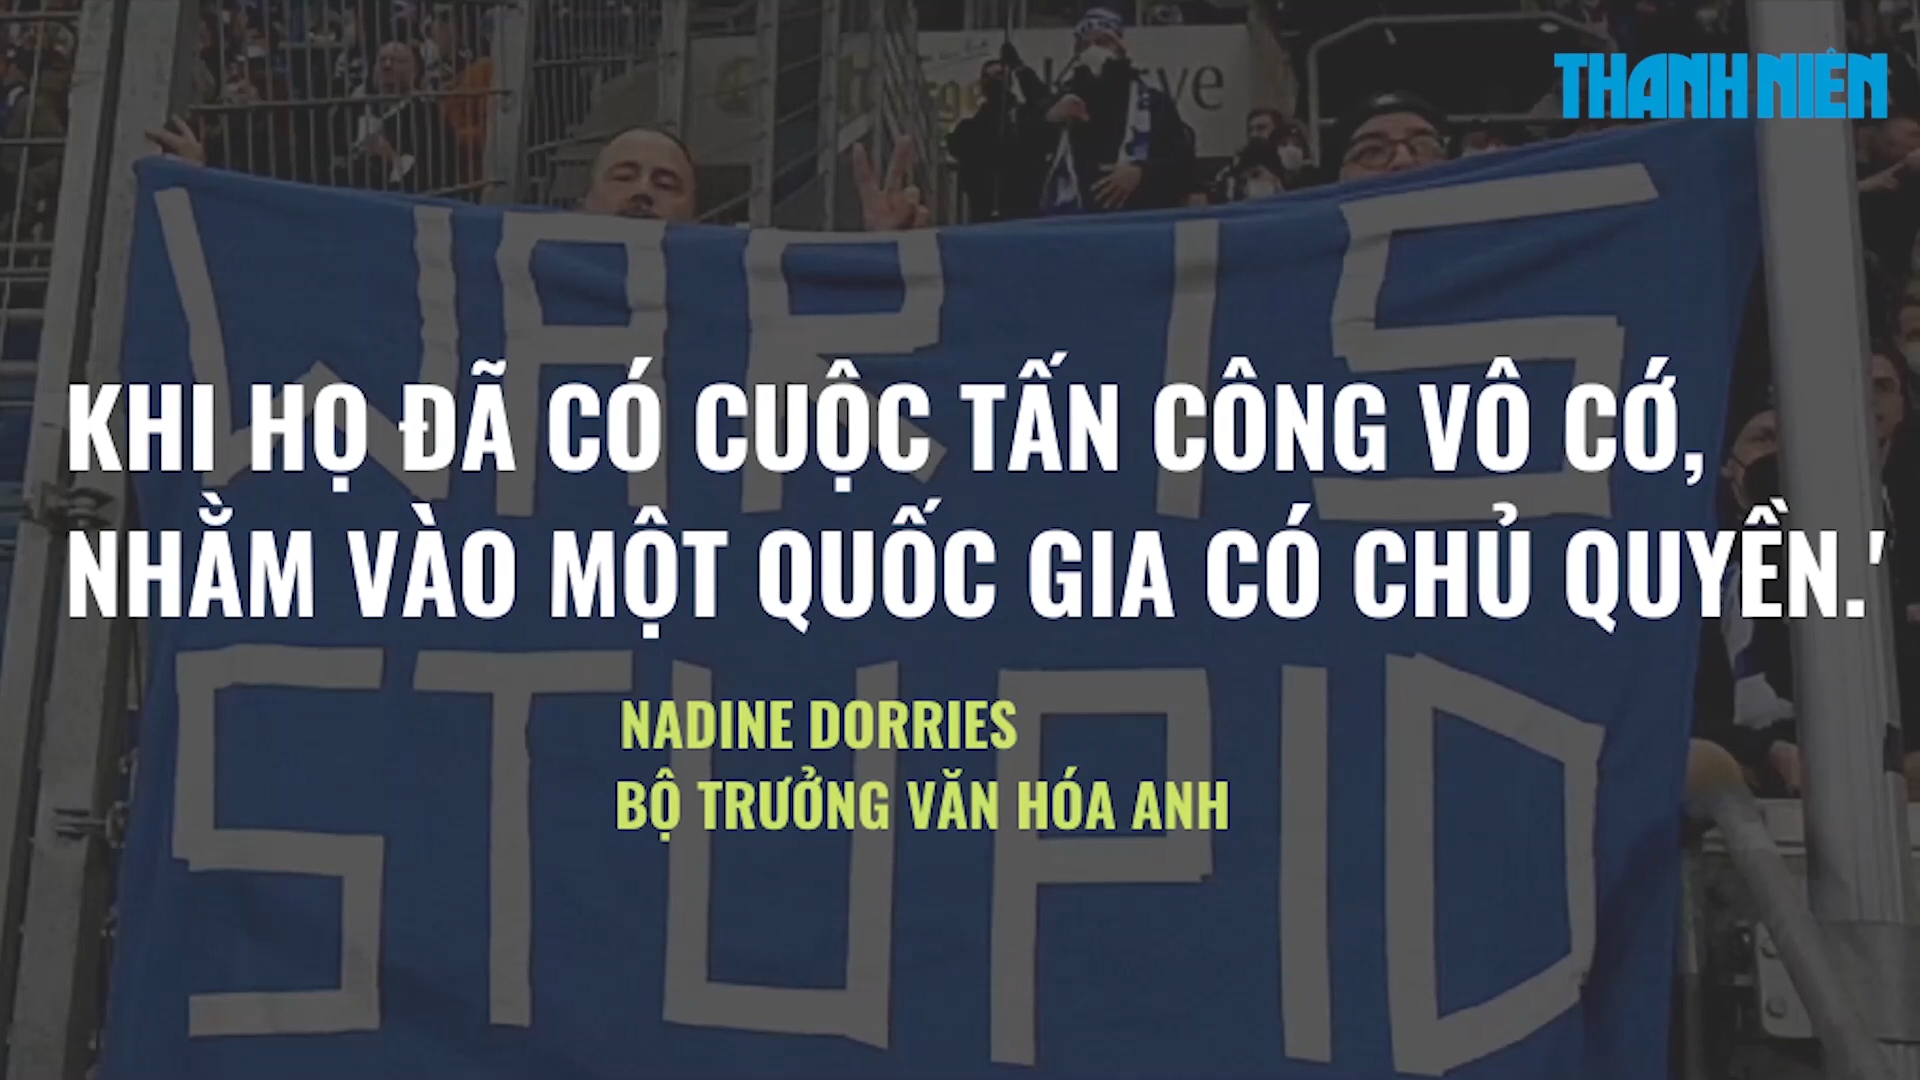 THANH NIÊN
WAR IS
KHI HỌ ĐÃ CÓ CUỘC TẤN CÔNG VÔ CỚ,
NHẰM VÀO MỘT QUỐC GIA CÓ CHỦ QUYỀN.'
STUPID
NADINE DORRIES
BỘ TRƯỞNG VĂN HÓA ANH